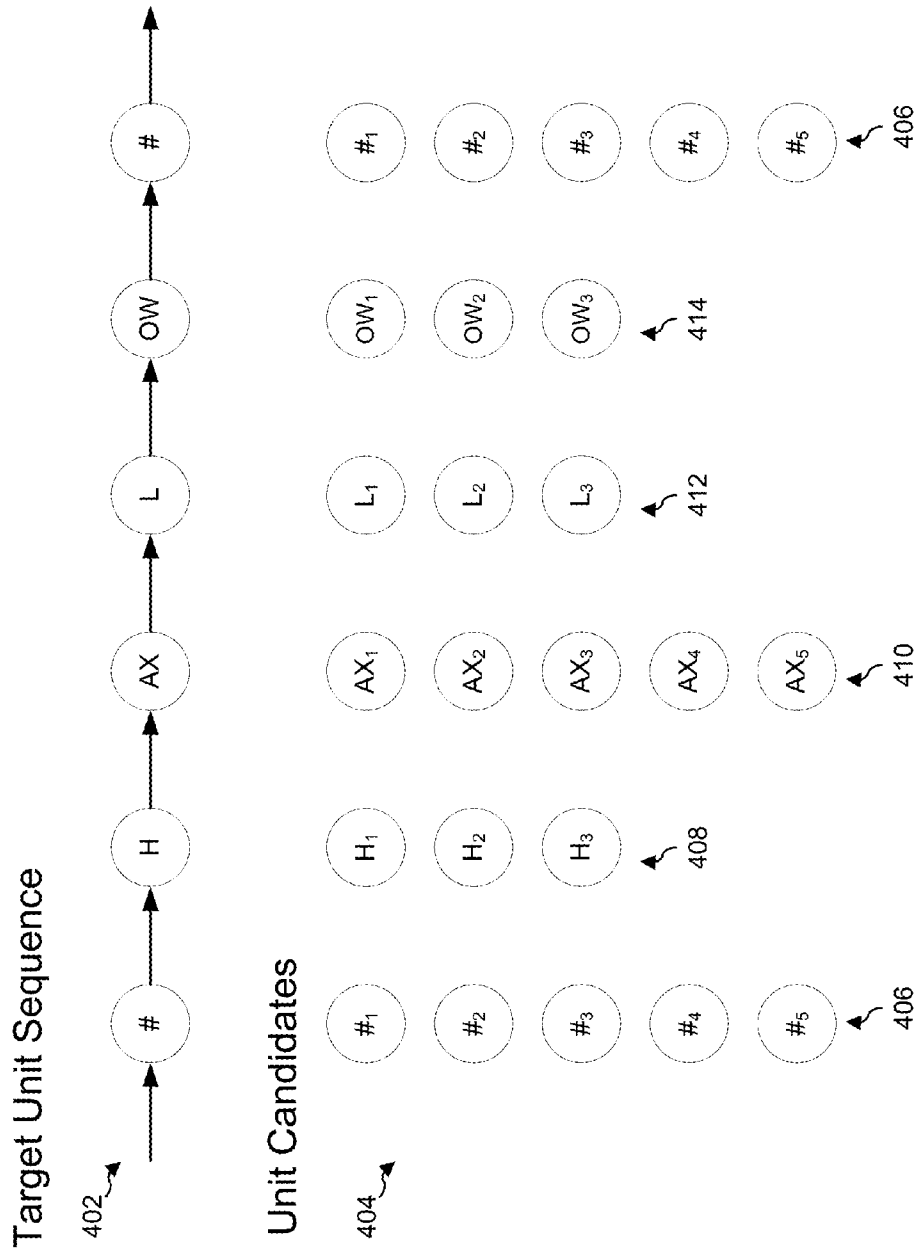 Target Unit Sequence
402
# H AX L OW #
Unit Candidates
404
#1 H1 AX1 L1 OW1 #1
#2 H2 AX2 L2 OW2 #2
#3 H3 AX3 L3 OW3 #3
#4 AX4 #4
#5 AX5 #5
406 408 410 412 414 406